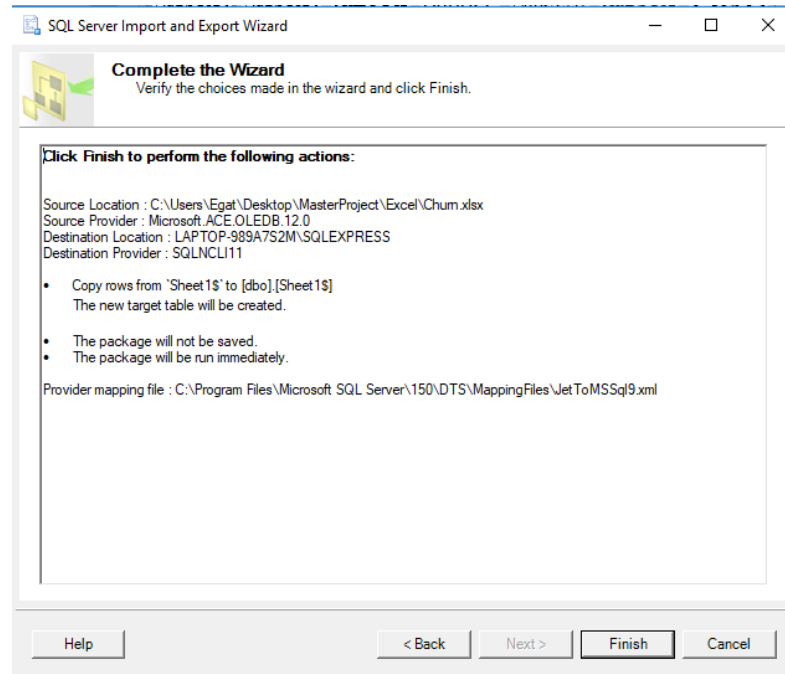 SQL Server Import and Export Wizard
Complete the Wizard
Verify the choices made in the wizard and click Finish.
Click Finish to perform the following actions:
Source Location : C:\Users\Egat\Desktop\MasterProject\Excel\Churn.xlsx
Source Provider : Microsoft.ACE.OLEDB.12.0
Destination Location : LAPTOP-989A7S2M\SQLEXPRESS
Destination Provider : SQLNCLI11
• Copy rows from `Sheet1$` to [dbo].[Sheet1$]
The new target table will be created.
• The package will not be saved.
• The package will be run immediately.
Provider mapping file : C:\Program Files\Microsoft SQL Server\150\DTS\MappingFiles\JetToMSSql9.xml
Help
< Back
Next >
Finish
Cancel